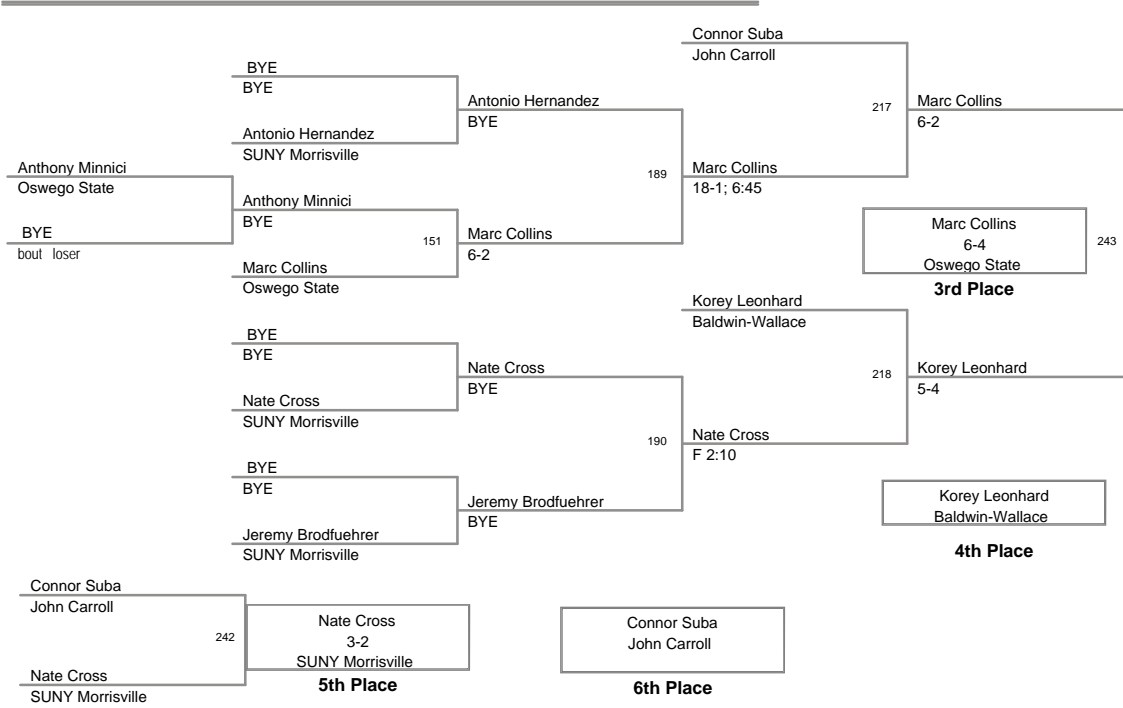 Connor Suba
John Carroll
BYE
BYE
Antonio Hernandez
BYE
217
Marc Collins
6-2
Antonio Hernandez
SUNY Morrisville
Anthony Minnici
Oswego State
189
Marc Collins
18-1; 6:45
Anthony Minnici
BYE
BYE
bout loser
151
Marc Collins
6-2
Marc Collins
6-4
Oswego State
243
3rd Place
Marc Collins
Oswego State
Korey Leonhard
Baldwin-Wallace
BYE
BYE
Nate Cross
BYE
218
Korey Leonhard
5-4
Nate Cross
SUNY Morrisville
190
Nate Cross
F 2:10
BYE
BYE
Jeremy Brodfuehrer
BYE
Korey Leonhard
Baldwin-Wallace
4th Place
Jeremy Brodfuehrer
SUNY Morrisville
Connor Suba
John Carroll
242
Nate Cross
3-2
SUNY Morrisville
5th Place
Connor Suba
John Carroll
6th Place
Nate Cross
SUNY Morrisville